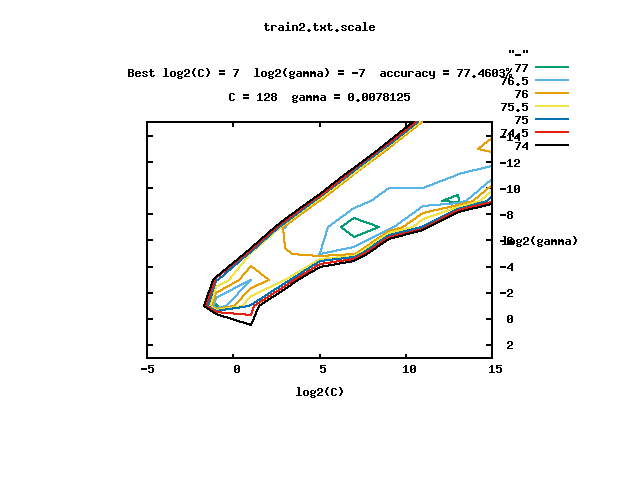 train2.txt.scale
"-"
Best log2(C) = 7  log2(gamma) = -7  accuracy = 77.4603%
77
76.5
C = 128  gamma = 0.0078125
76
75.5
75
74.5
74
-14
-12
-10
-8
-6
log2(gamma)
-4
-2
0
2
-5 0 5 10 15
log2(C)